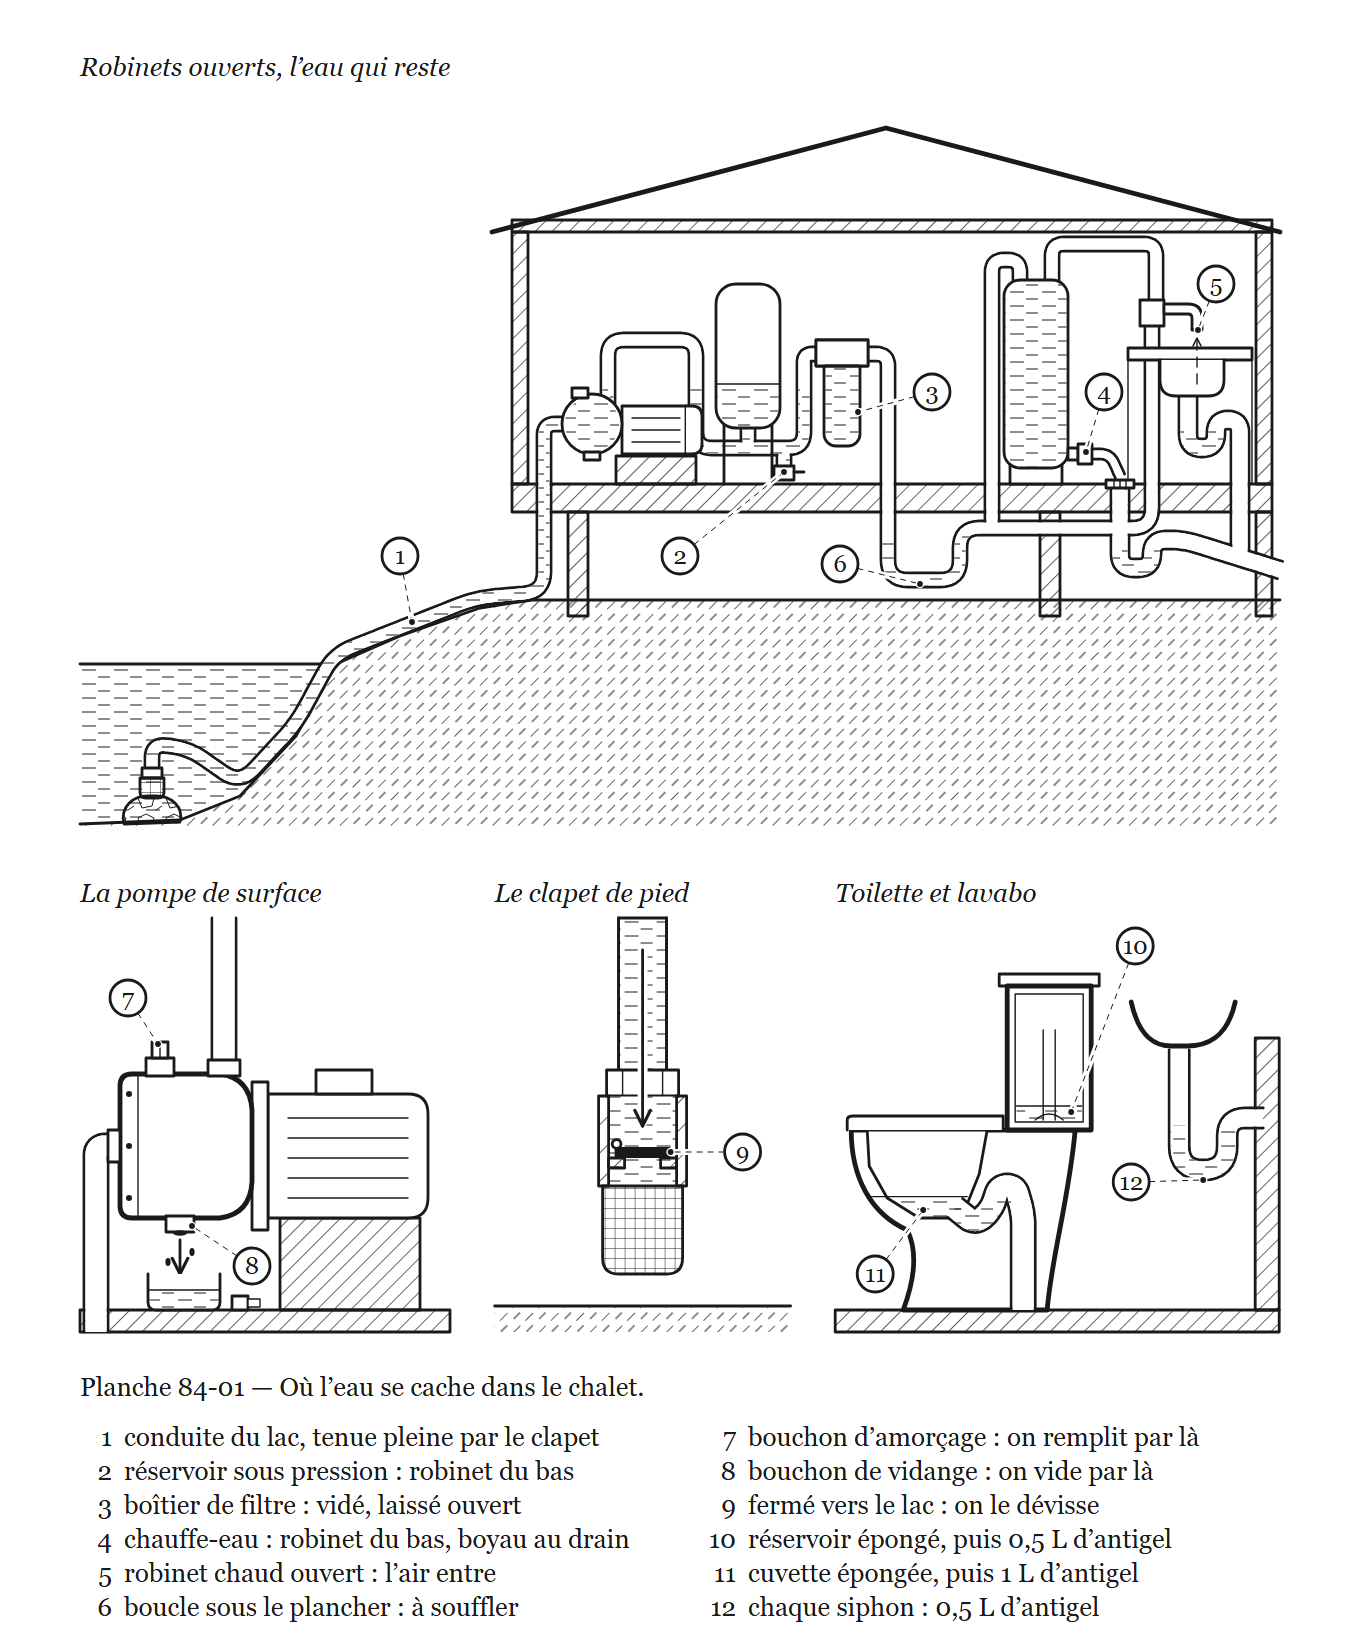 Robinets ouverts, l’eau qui reste
5
3
4
1
2
6
La pompe de surface
Le clapet de pied
Toilette et lavabo
10
7
9
12
8
11
Planche 84-01 — Où l’eau se cache dans le chalet.
1 conduite du lac, tenue pleine par le clapet
2 réservoir sous pression : robinet du bas
3 boîtier de filtre : vidé, laissé ouvert
4 chauffe-eau : robinet du bas, boyau au drain
5 robinet chaud ouvert : l’air entre
6 boucle sous le plancher : à souffler
7 bouchon d’amorçage : on remplit par là
8 bouchon de vidange : on vide par là
9 fermé vers le lac : on le dévisse
10 réservoir épongé, puis 0,5 L d’antigel
11 cuvette épongée, puis 1 L d’antigel
12 chaque siphon : 0,5 L d’antigel